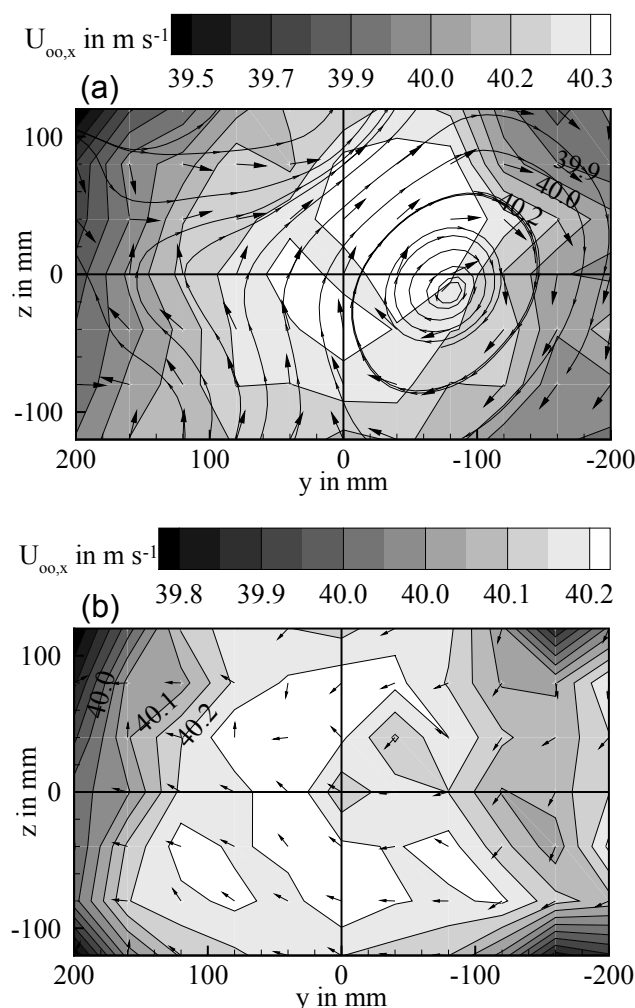 U∞,x in m s-1
39.5 39.7 39.9 40.0 40.2 40.3
(a)
100
39.9
40.0
40.2
z in mm
0
-100
200 100 0 -100 -200
y in mm
U∞,x in m s-1
39.8 39.9 40.0 40.0 40.1 40.2
(b)
100
40.0
40.1
40.2
z in mm
0
-100
200 100 0 -100 -200
y in mm